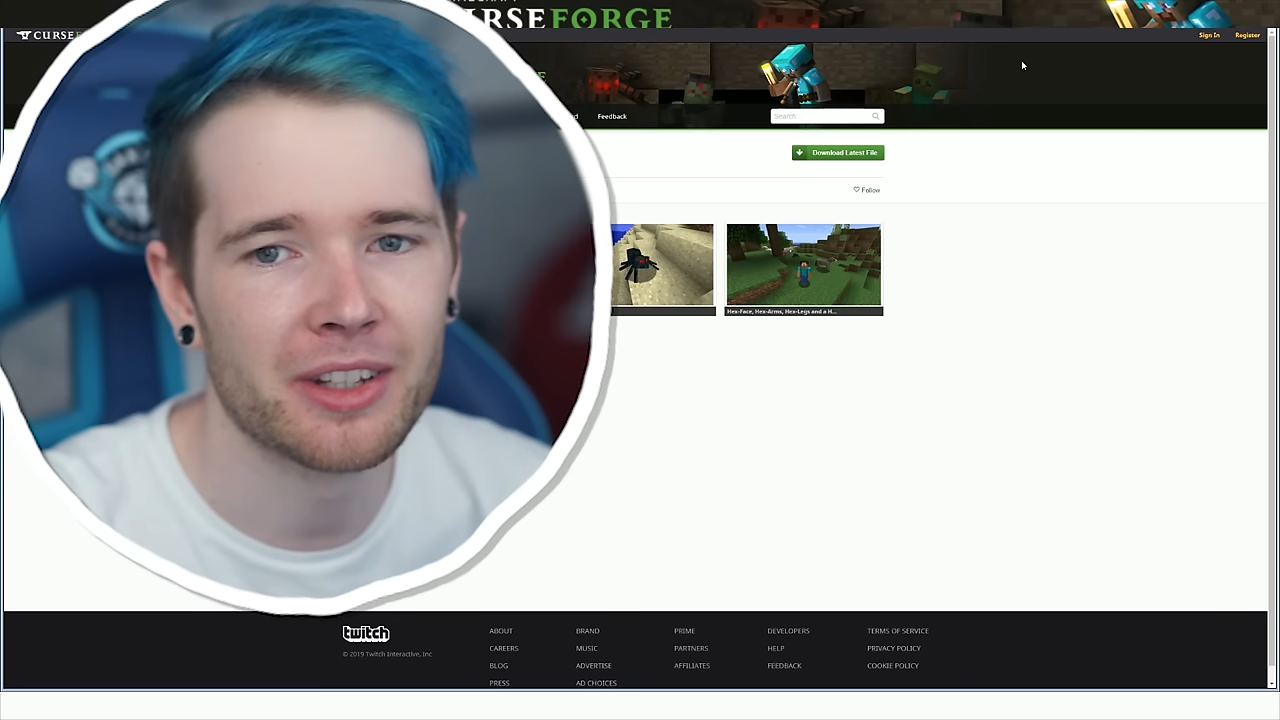 CURSEFORGE
CURSE
Sign In Register
Feedback
Search
Download Latest File
Follow
Hex-Face, Hex-Arms, Hex-Legs and a H...
twitch
© 2019 Twitch Interactive, Inc
ABOUT BRAND PRIME DEVELOPERS TERMS OF SERVICE
CAREERS MUSIC PARTNERS HELP PRIVACY POLICY
BLOG ADVERTISE AFFILIATES FEEDBACK COOKIE POLICY
PRESS AD CHOICES